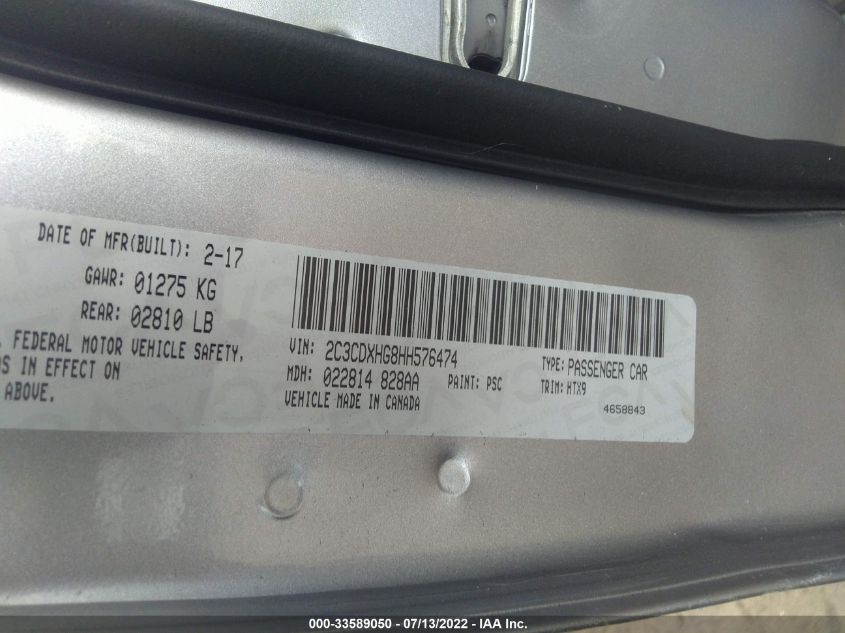 DATE OF MFR(BUILT): 2-17
GAWR: 01275 KG
REAR: 02810 LB
FEDERAL MOTOR VEHICLE SAFETY,
IN EFFECT ON
ABOVE.
VIN: 2C3CDXHG8HH576474
TYPE: PASSENGER CAR
MDH: 022814 828AA
PAINT: PSC
TRIM: HTX9
VEHICLE MADE IN CANADA
4658843
000-33589050 - 07/13/2022 - IAA Inc.